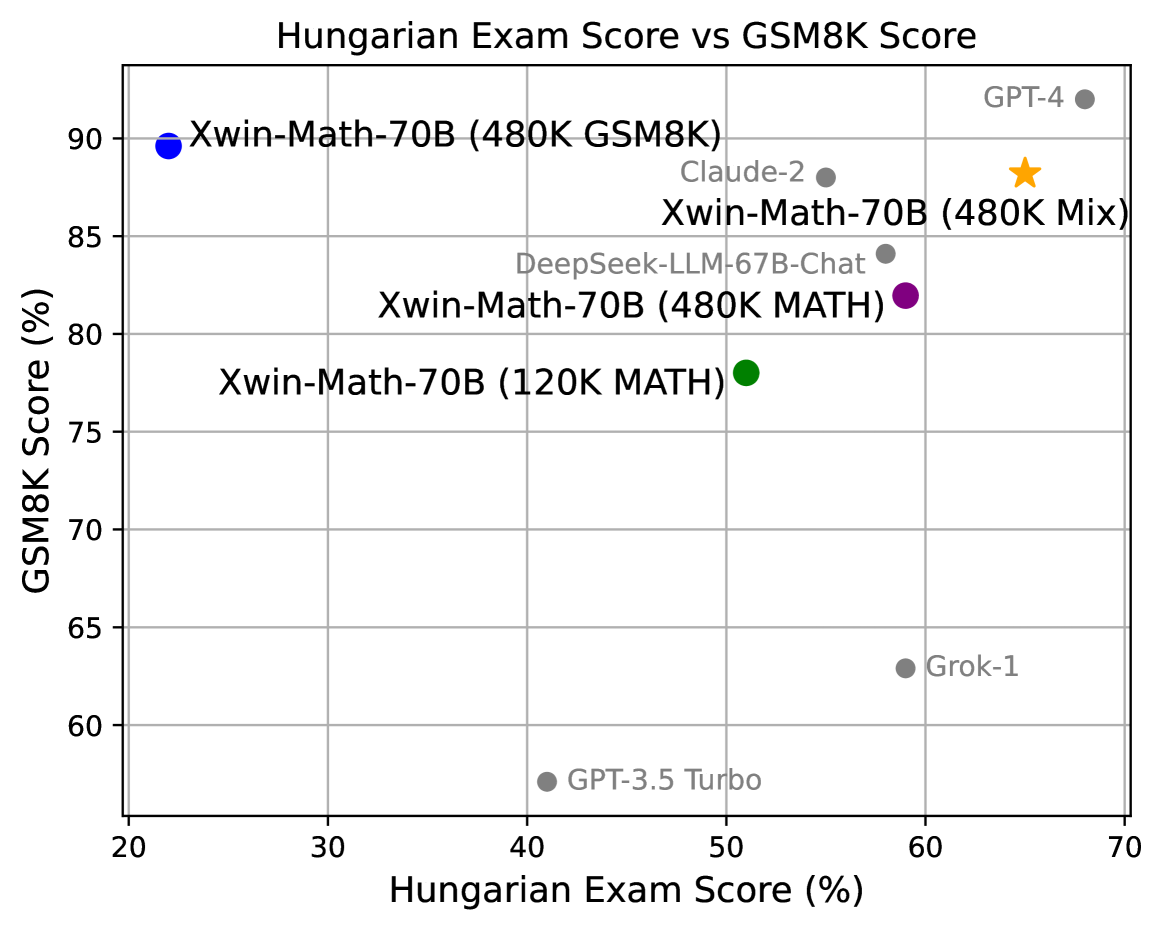 Hungarian Exam Score vs GSM8K Score
GPT-4
Xwin-Math-70B (480K GSM8K)
Claude-2
Xwin-Math-70B (480K Mix)
DeepSeek-LLM-67B-Chat
Xwin-Math-70B (480K MATH)
Xwin-Math-70B (120K MATH)
Grok-1
GPT-3.5 Turbo
GSM8K Score (%)
90
85
80
75
70
65
60
20 30 40 50 60 70
Hungarian Exam Score (%)